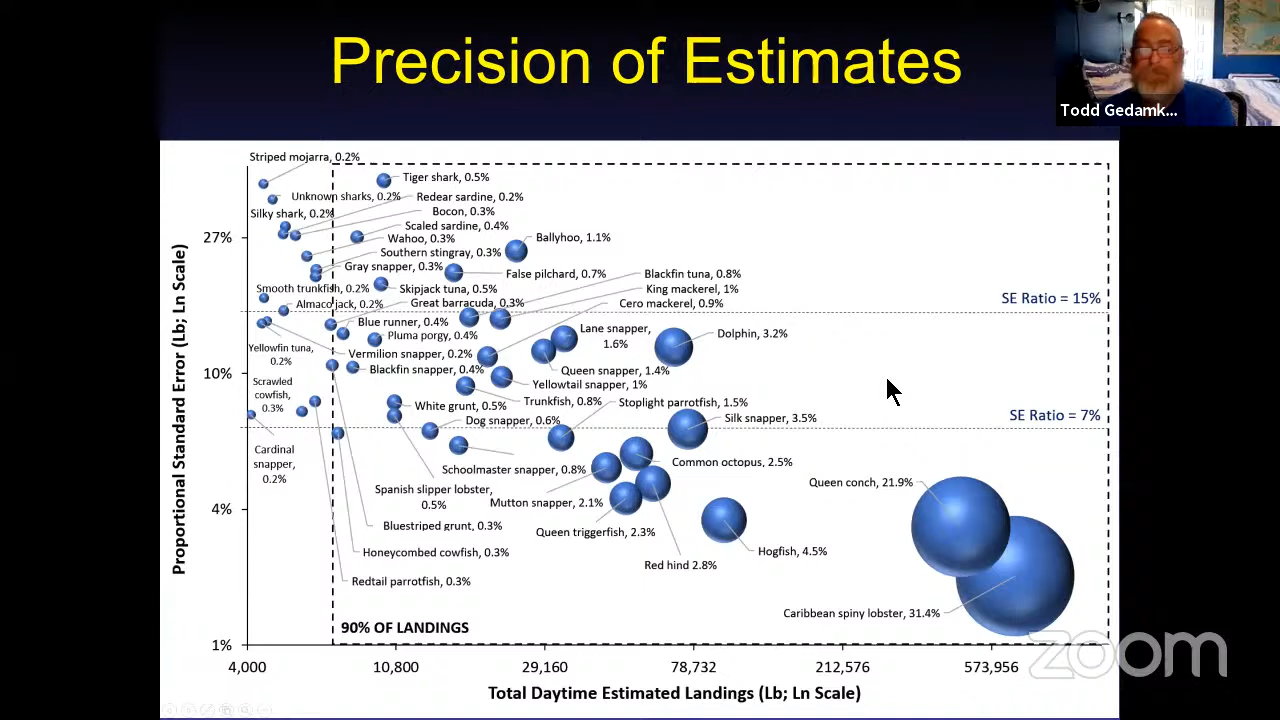 Precision of Estimates
Todd Gedamk...
Striped mojarra, 0.2%
Tiger shark, 0.5%
Unknown sharks, 0.2%
Redear sardine, 0.2%
Silky shark, 0.2%
Bocon, 0.3%
Scaled sardine, 0.4%
Wahoo, 0.3%
Ballyhoo, 1.1%
Southern stingray, 0.3%
Gray snapper, 0.3%
False pilchard, 0.7%
Blackfin tuna, 0.8%
Smooth trunkfish, 0.2%
Skipjack tuna, 0.5%
King mackerel, 1%
Almaco jack, 0.2%
Great barracuda, 0.3%
Cero mackerel, 0.9%
SE Ratio = 15%
Blue runner, 0.4%
Pluma porgy, 0.4%
Lane snapper,
1.6%
Dolphin, 3.2%
Yellowfin tuna,
0.2%
Vermilion snapper, 0.2%
Blackfin snapper, 0.4%
Queen snapper, 1.4%
Yellowtail snapper, 1%
Scrawled
cowfish,
0.3%
White grunt, 0.5%
Trunkfish, 0.8%
Stoplight parrotfish, 1.5%
Dog snapper, 0.6%
Silk snapper, 3.5%
SE Ratio = 7%
Cardinal
snapper,
0.2%
Schoolmaster snapper, 0.8%
Common octopus, 2.5%
Spanish slipper lobster,
0.5%
Mutton snapper, 2.1%
Queen conch, 21.9%
Bluestriped grunt, 0.3%
Queen triggerfish, 2.3%
Honeycombed cowfish, 0.3%
Red hind 2.8%
Hogfish, 4.5%
Redtail parrotfish, 0.3%
Caribbean spiny lobster, 31.4%
90% OF LANDINGS
Proportional Standard Error (Lb; Ln Scale)
27%
10%
4%
1%
4,000
10,800
29,160
78,732
212,576
573,956
Total Daytime Estimated Landings (Lb; Ln Scale)
zoom